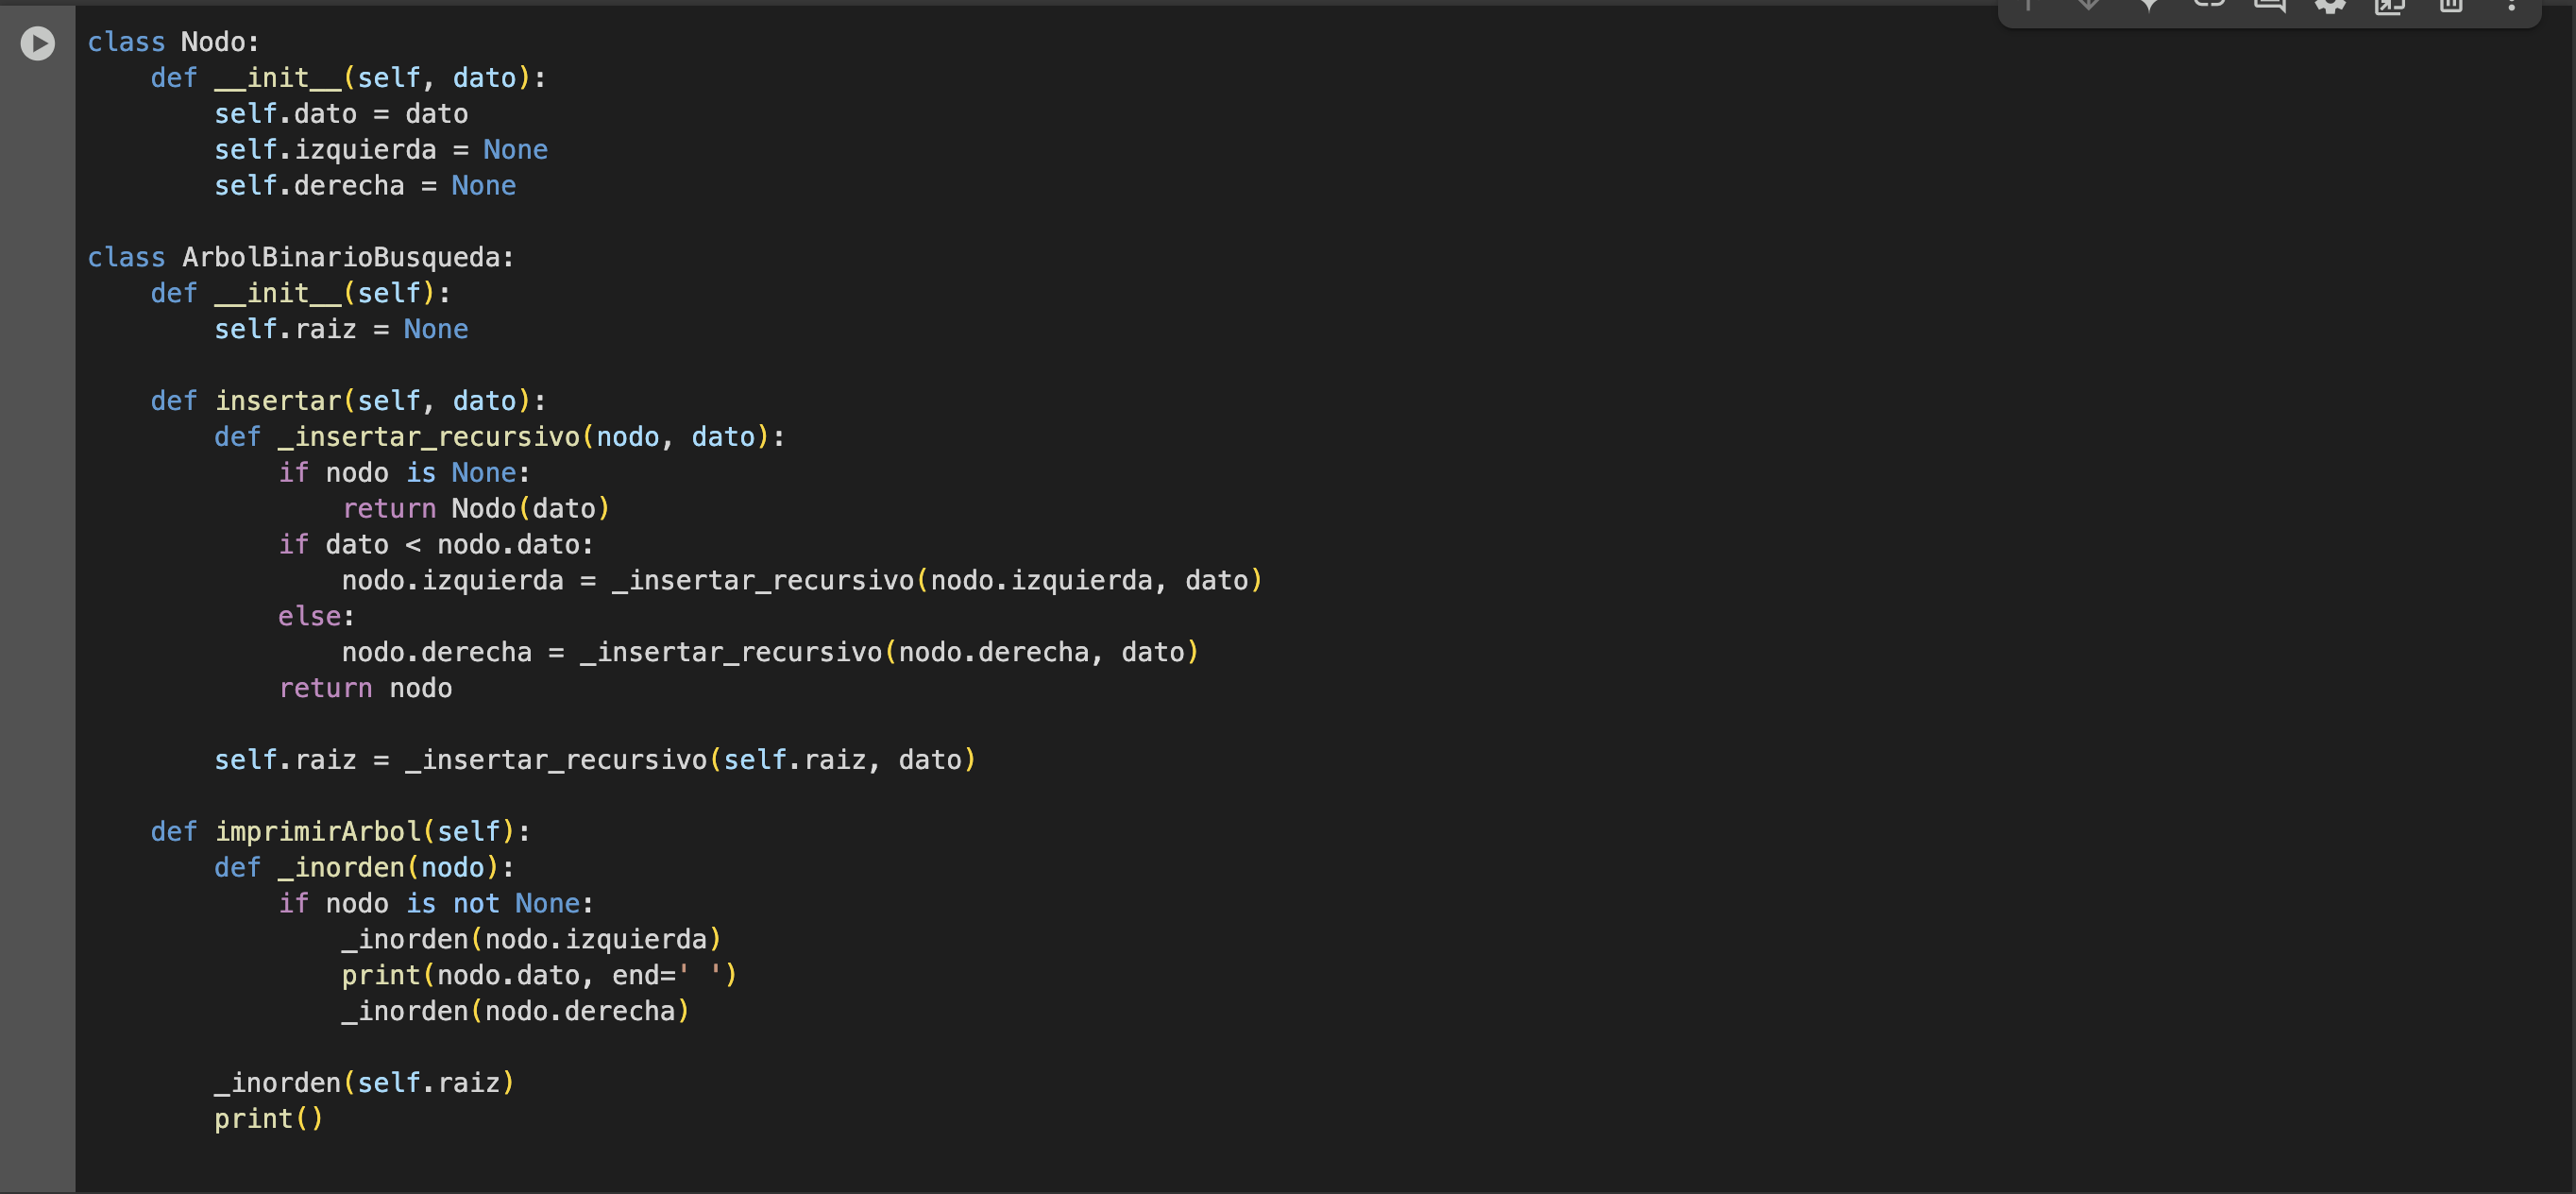 class Nodo:
    def __init__(self, dato):
        self.dato = dato
        self.izquierda = None
        self.derecha = None

class ArbolBinarioBusqueda:
    def __init__(self):
        self.raiz = None

    def insertar(self, dato):
        def _insertar_recursivo(nodo, dato):
            if nodo is None:
                return Nodo(dato)
            if dato < nodo.dato:
                nodo.izquierda = _insertar_recursivo(nodo.izquierda, dato)
            else:
                nodo.derecha = _insertar_recursivo(nodo.derecha, dato)
            return nodo

        self.raiz = _insertar_recursivo(self.raiz, dato)

    def imprimirArbol(self):
        def _inorden(nodo):
            if nodo is not None:
                _inorden(nodo.izquierda)
                print(nodo.dato, end=' ')
                _inorden(nodo.derecha)

        _inorden(self.raiz)
        print()